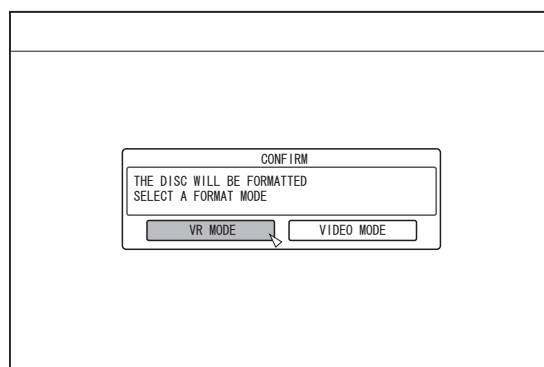 CONFIRM
THE DISC WILL BE FORMATTED
SELECT A FORMAT MODE
VR MODE
VIDEO MODE